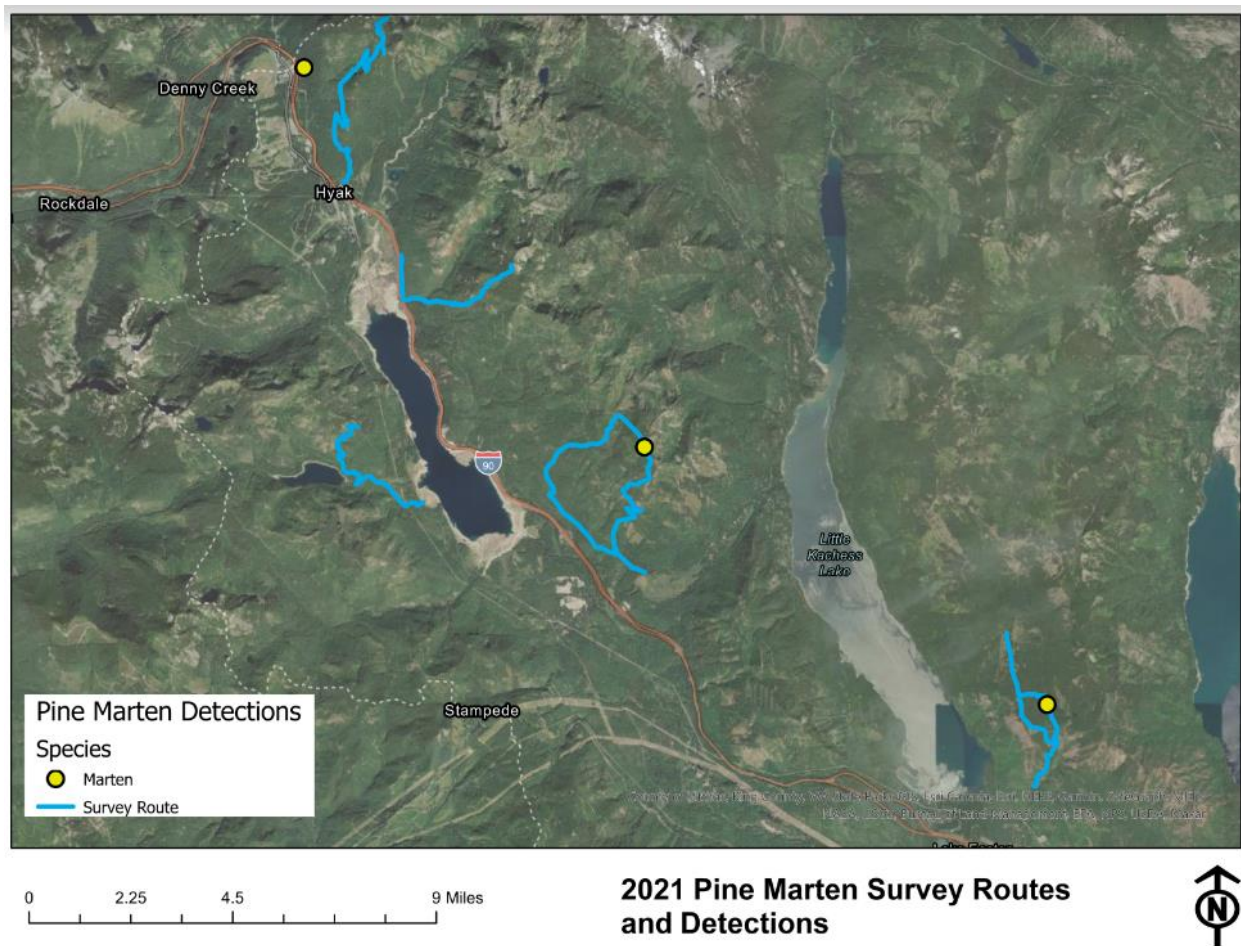 Denny Creek
Rockdale
Hyak
90
Little
Kachess
Lake
Stampede
Pine Marten Detections
Species
Marten
Survey Route
0 2.25 4.5 9 Miles
2021 Pine Marten Survey Routes
and Detections
N